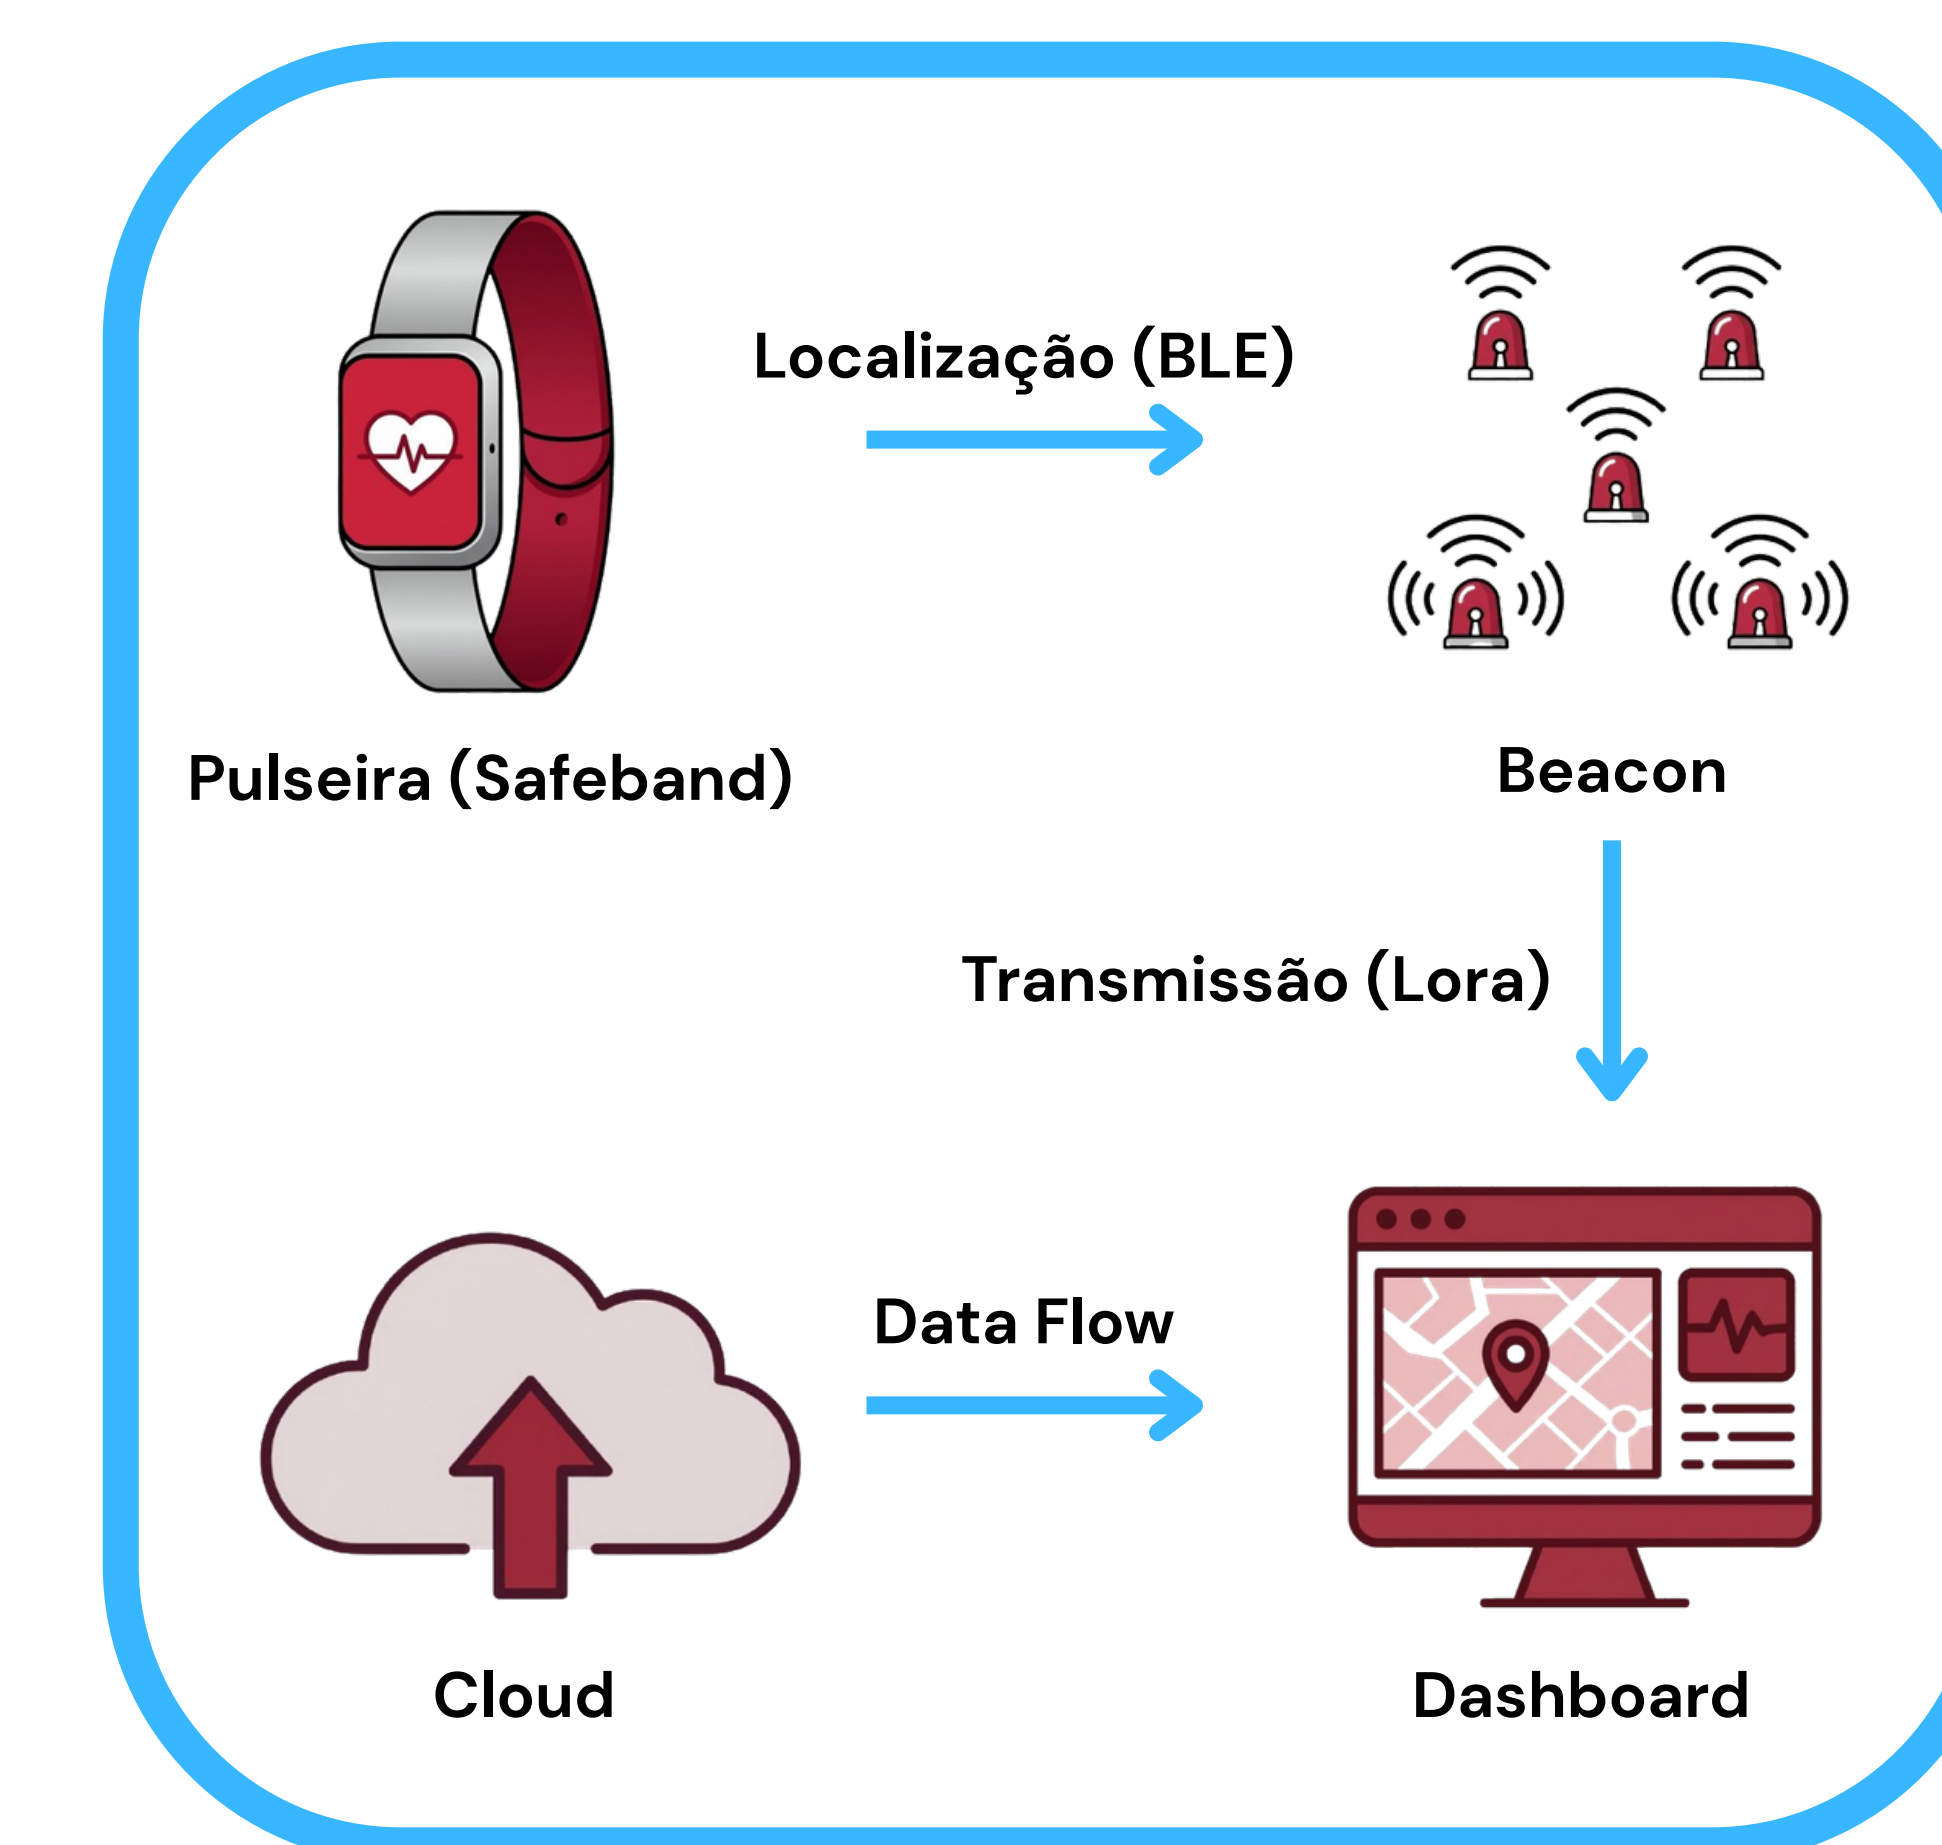 Localização (BLE)
Pulseira (Safeband)
Beacon
Transmissão (Lora)
Data Flow
Cloud
Dashboard